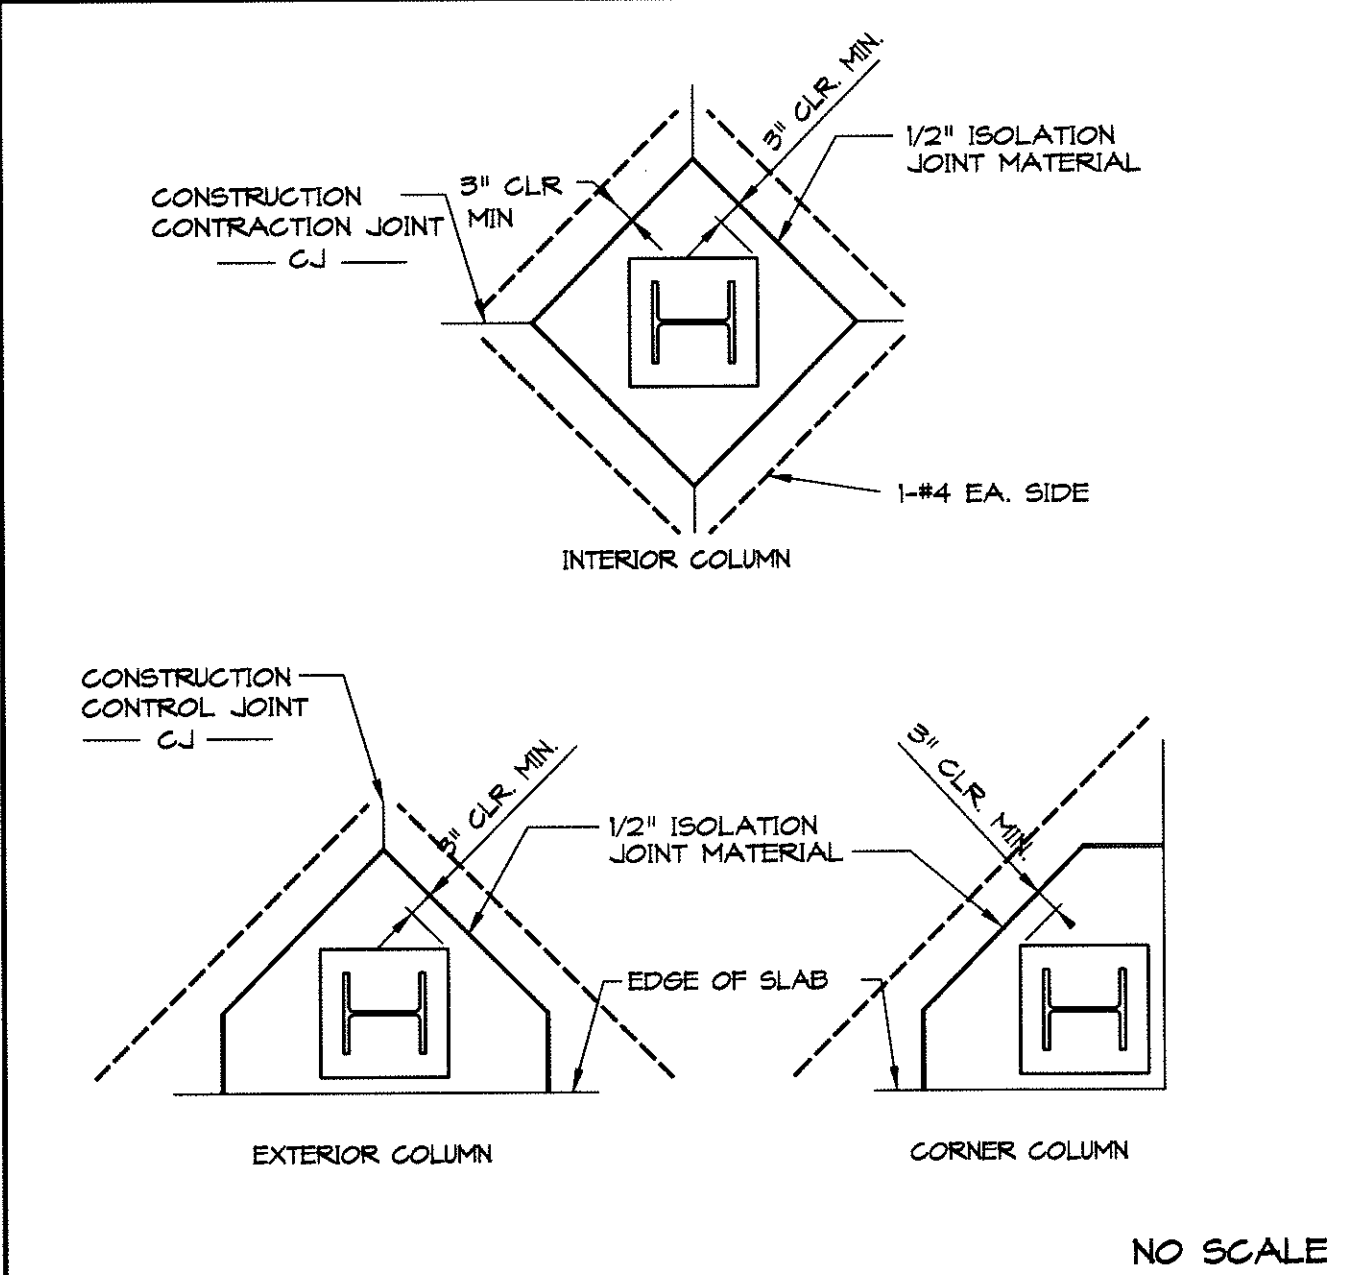 3" CLR. MIN.
1/2" ISOLATION
JOINT MATERIAL
CONSTRUCTION
CONTRACTION JOINT
CJ
3" CLR
MIN
1-#4 EA. SIDE
INTERIOR COLUMN
CONSTRUCTION
CONTROL JOINT
CJ
3" CLR. MIN.
1/2" ISOLATION
JOINT MATERIAL
3" CLR. MIN.
EDGE OF SLAB
EXTERIOR COLUMN
CORNER COLUMN
NO SCALE